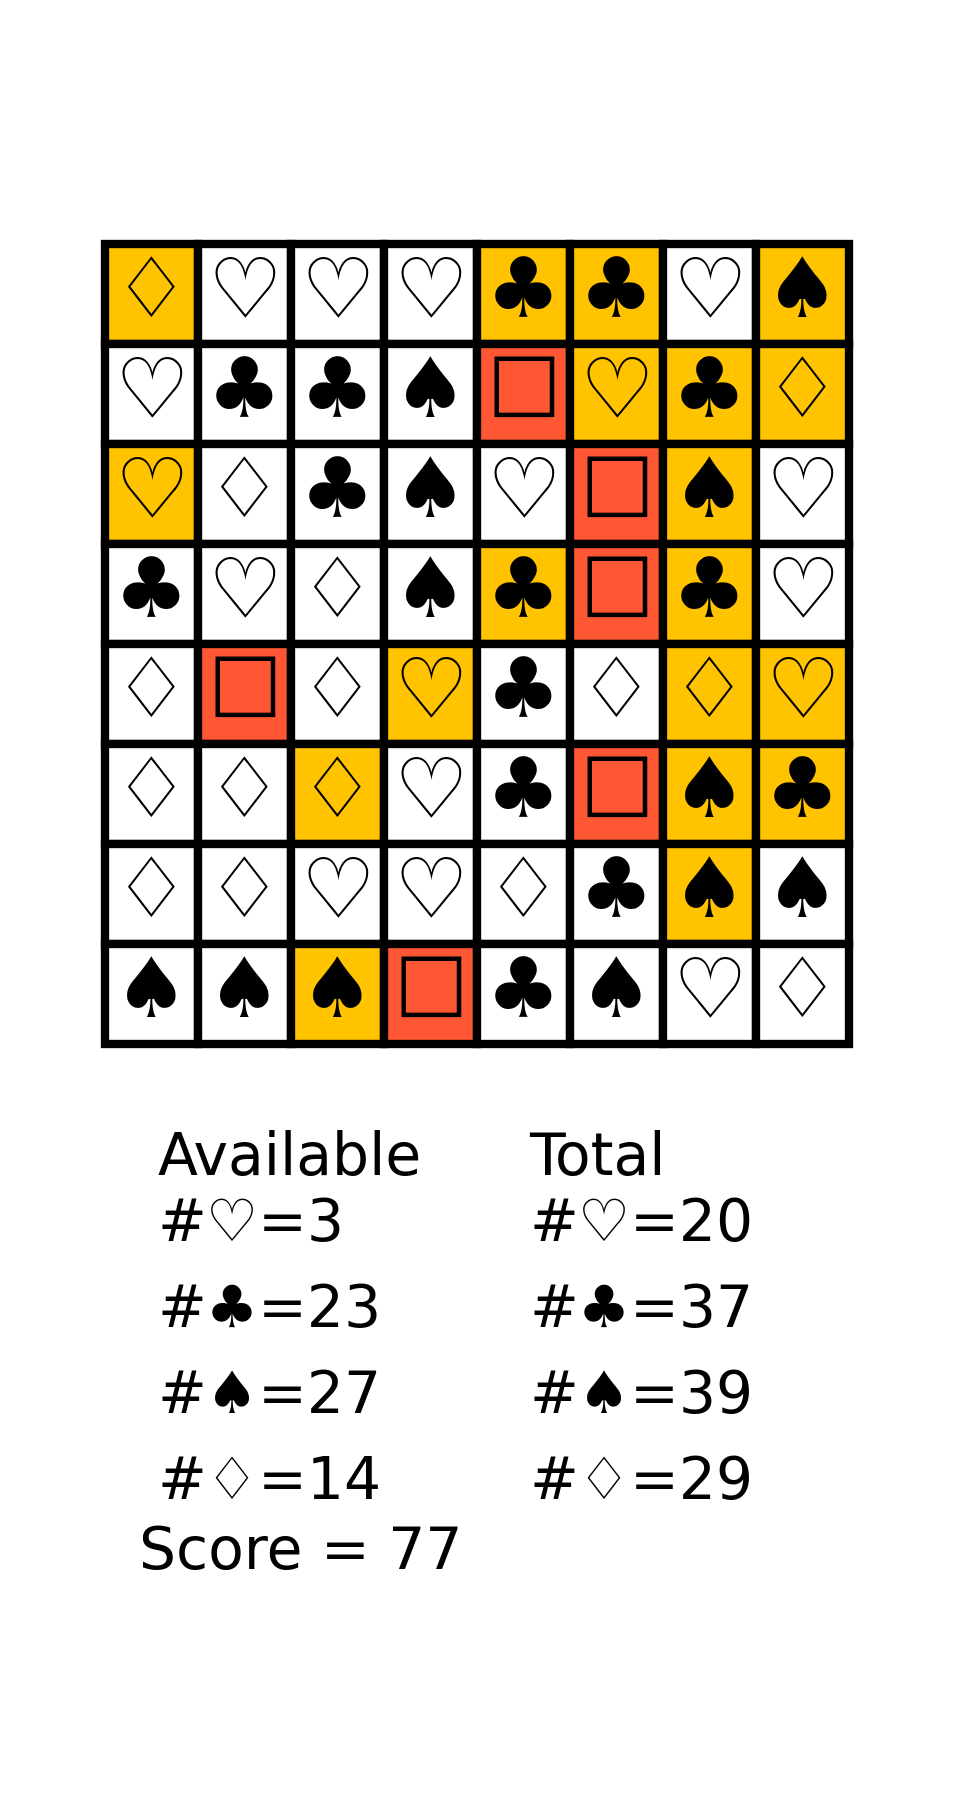 ♢ ♡ ♡ ♡ ♣ ♣ ♡ ♠
♡ ♣ ♣ ♠ □ ♡ ♣ ♢
♡ ♢ ♣ ♠ ♡ □ ♠ ♡
♣ ♡ ♢ ♠ ♣ □ ♣ ♡
♢ □ ♢ ♡ ♣ ♢ ♢ ♡
♢ ♢ ♢ ♡ ♣ □ ♠ ♣
♢ ♢ ♡ ♡ ♢ ♣ ♠ ♠
♠ ♠ ♠ □ ♣ ♠ ♡ ♢
Available Total
#♡=3 #♡=20
#♣=23 #♣=37
#♠=27 #♠=39
#♢=14 #♢=29
Score = 77